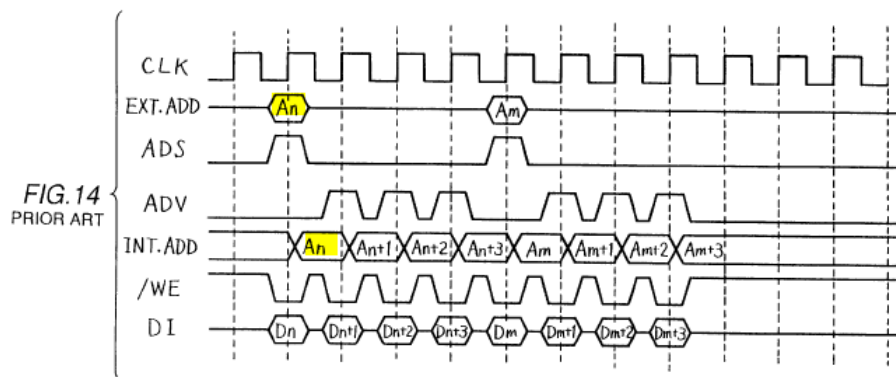 CLK
EXT.ADD An Am
ADS
FIG.14
PRIOR ART
ADV
INT.ADD An An+1 An+2 An+3 Am Am+1 Am+2 Am+3
/WE
DI Dn Dn+1 Dn+2 Dn+3 Dm Dm+1 Dm+2 Dm+3